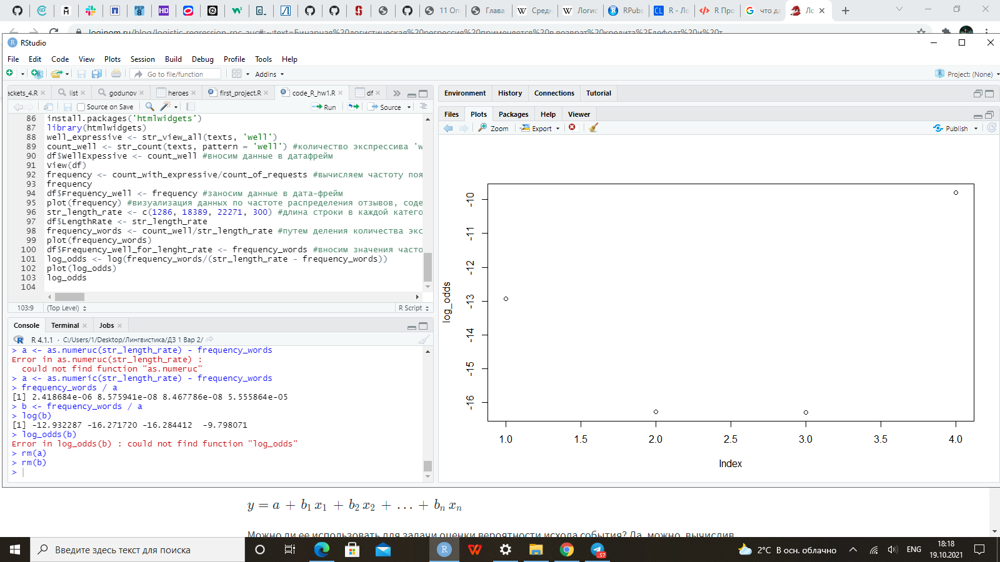 11 Оп
Глава
Средн
Логис
RPubs
R - Ло
R Про
что да
Ло
loginom.ru/blog/logistic-regression-roc-auc#:~:text=Бинарная%20логистическая%20регрессия%20применяется%20в,возврат%20кредита%2Fдефолт%20и%20т
RStudio
File Edit Code View Plots Session Build Debug Profile Tools Help
Go to file/function
Addins
Project: (None)
ackets_4.R
list
godunov
heroes
first_project.R
code_R_hw1.R
df
Source on Save
Run
Source
86 install.packages('htmlwidgets')
87 library(htmlwidgets)
88 well_expressive <- str_view_all(texts, 'well')
89 count_well <- str_count(texts, pattern = 'well') #количество экспрессива 'w
90 df$WellExpessive <- count_well #вносим данные в датафрейм
91 View(df)
92 frequency <- count_with_expressive/count_of_requests #вычисляем частоту поя
93 frequency
94 df$Frequency_well <- frequency #заносим данные в дата-фрейм
95 plot(frequency) #визуализация данных по частоте распределения отзывов, соде
96 str_length_rate <- c(1286, 18389, 22271, 300) #длина строки в каждой катего
97 df$LengthRate <- str_length_rate
98 frequency_words <- count_well/str_length_rate #путем деления количества экс
99 plot(frequency_words)
100 df$Frequency_well_for_lenght_rate <- frequency_words #вносим значения часто
101 log_odds <- log(frequency_words/(str_length_rate - frequency_words))
102 plot(log_odds)
103 log_odds
104
103:9 (Top Level) R Script
Console Terminal Jobs
R 4.1.1 · C:/Users/1/Desktop/Лингвистика/ДЗ 1 Вар 2/
> a <- as.numeruc(str_length_rate) - frequency_words
Error in as.numeruc(str_length_rate) :
could not find function "as.numeruc"
> a <- as.numeric(str_length_rate) - frequency_words
> frequency_words / a
[1] 2.418684e-06 8.575941e-08 8.467786e-08 5.555864e-05
> b <- frequency_words / a
> log(b)
[1] -12.932287 -16.271720 -16.284412 -9.798071
> log_odds(b)
Error in log_odds(b) : could not find function "log_odds"
> rm(a)
> rm(b)
>
Environment History Connections Tutorial
Files Plots Packages Help Viewer
Zoom Export Publish
-10
-11
-12
-13
-14
-15
-16
log_odds
1.0 1.5 2.0 2.5 3.0 3.5 4.0
Index
y = a + b1 x1 + b2 x2 + ... + bn xn
Можно ли ее использовать для задачи оценки вероятности исхода события? Да, можно, вычислив
Введите здесь текст для поиска
57
2°C В осн. облачно
ENG
18:18
19.10.2021